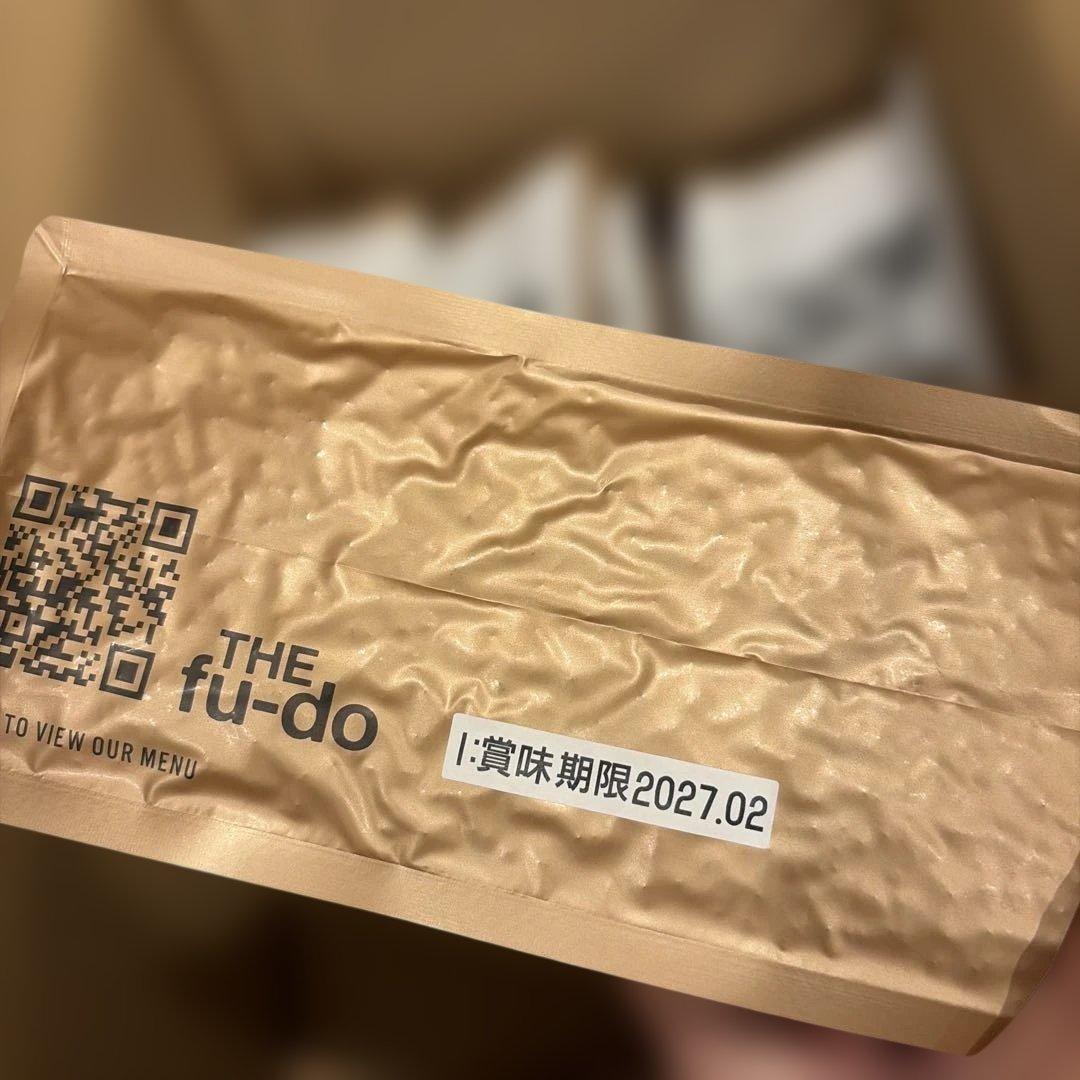 THE
fu-do
TO VIEW OUR MENU
I:賞味期限2027.02